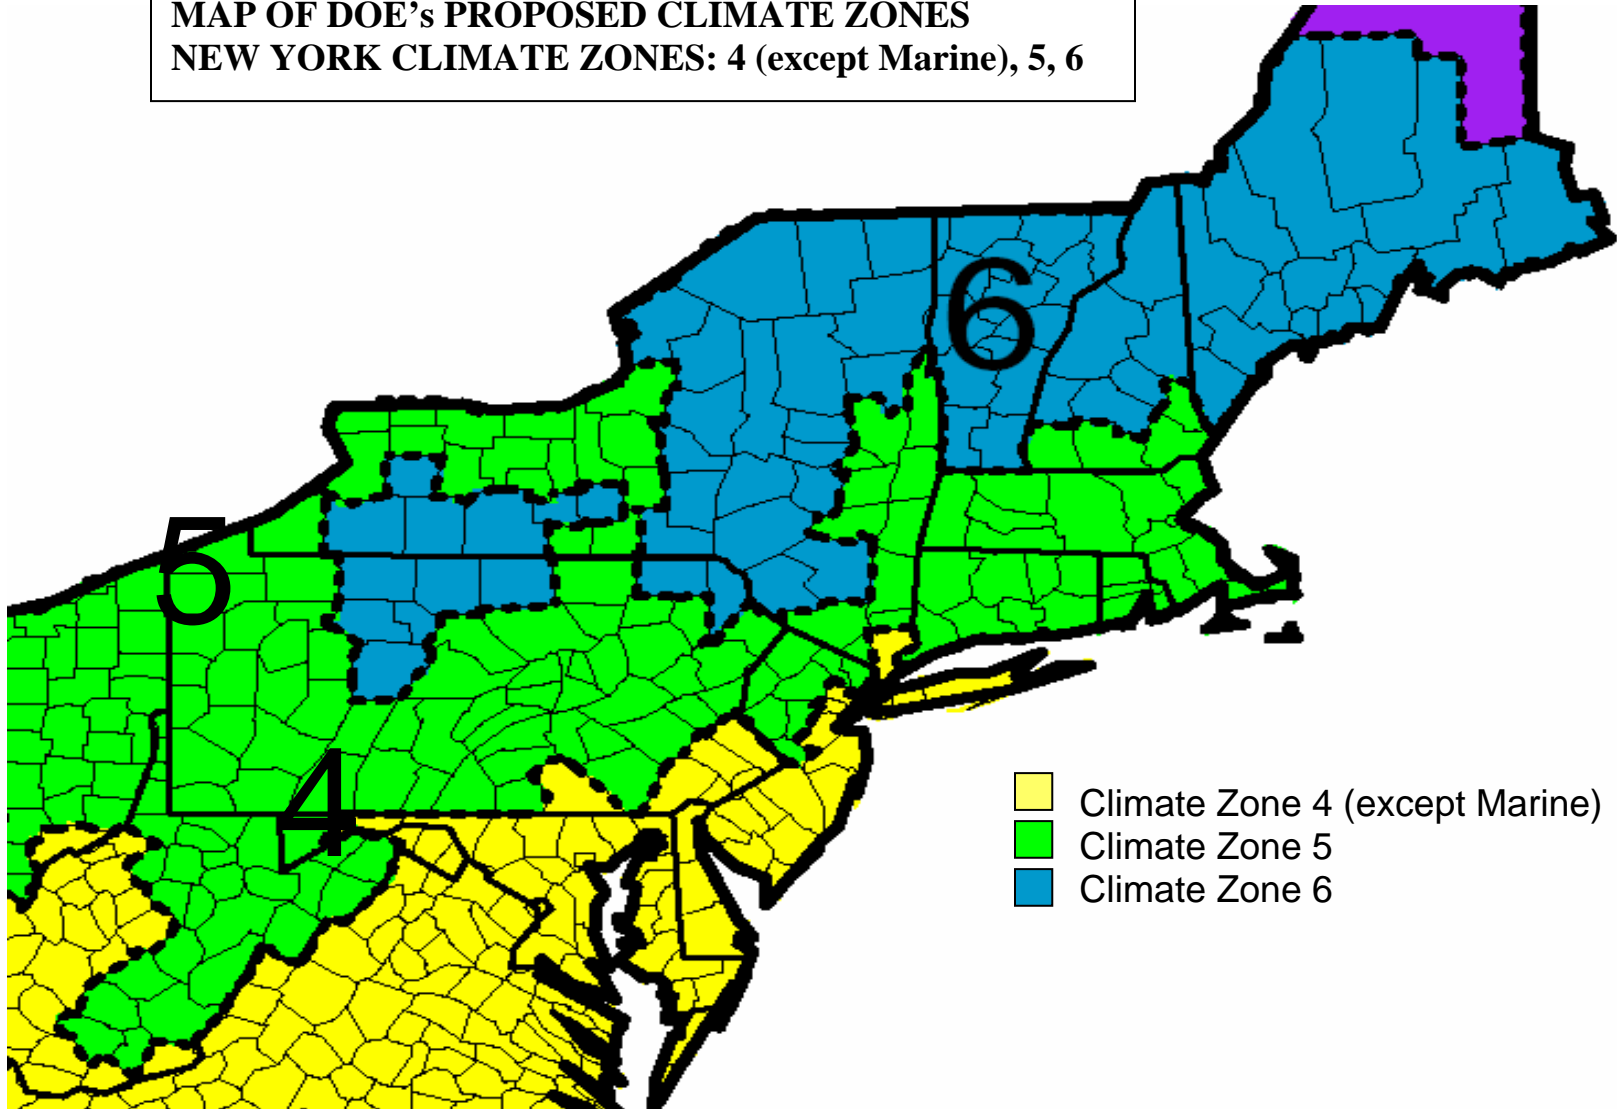 MAP OF DOE's PROPOSED CLIMATE ZONES
NEW YORK CLIMATE ZONES: 4 (except Marine), 5, 6
6
5
4
Climate Zone 4 (except Marine)
Climate Zone 5
Climate Zone 6